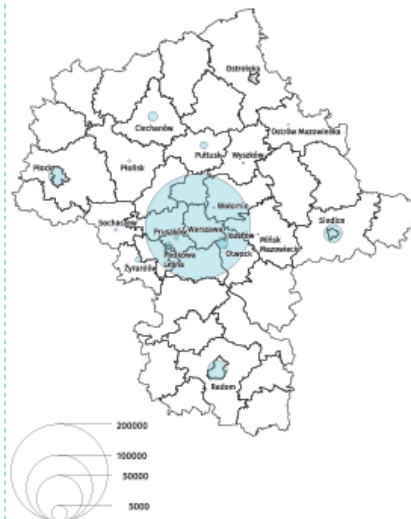 Ostrołęka
Ciechanów
Ostrów Mazowiecka
Pułtusk
Wyszków
Płock
Płońsk
Wołomin
Sochaczew
Siedlce
Pruszków
Warszawa
Józefów
Mińsk
Mazowiecki
Podkowa
Leśna
Otwock
Żyrardów
Radom
200000
100000
50000
5000